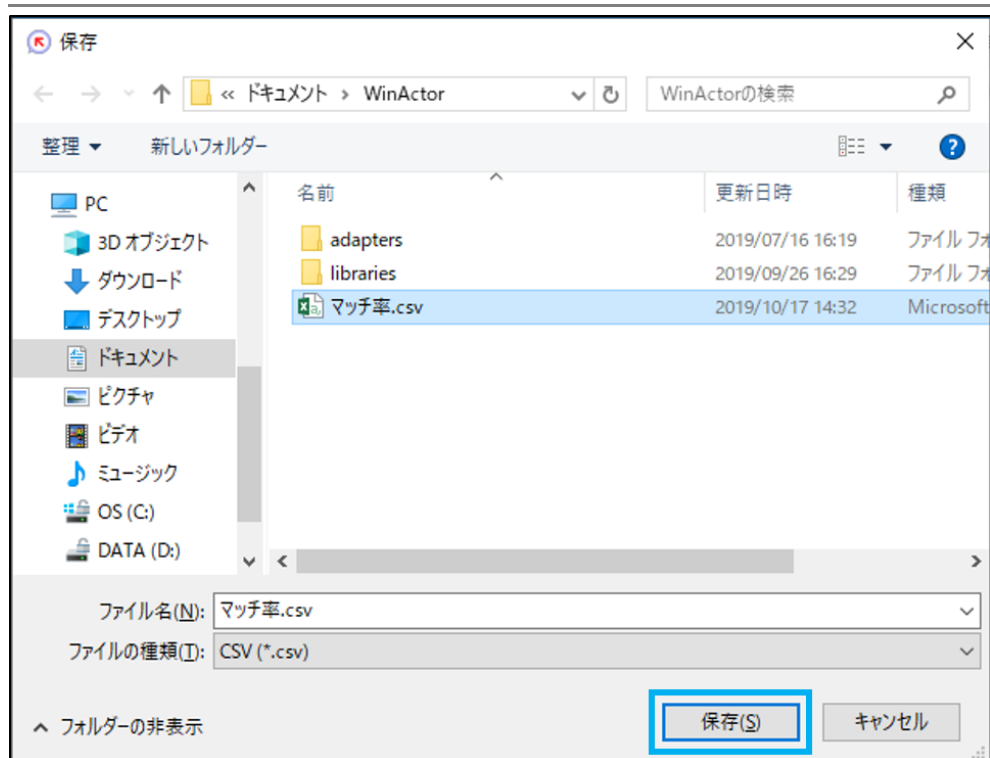 保存
« ドキュメント › WinActor
WinActorの検索
整理 新しいフォルダー
名前 更新日時 種類
PC
3D オブジェクト
ダウンロード
デスクトップ
ドキュメント
ピクチャ
ビデオ
ミュージック
OS (C:)
DATA (D:)
adapters 2019/07/16 16:19 ファイル フォ
libraries 2019/09/26 16:29 ファイル フォ
マッチ率.csv 2019/10/17 14:32 Microsoft
ファイル名(N): マッチ率.csv
ファイルの種類(T): CSV (*.csv)
フォルダーの非表示
保存(S) キャンセル